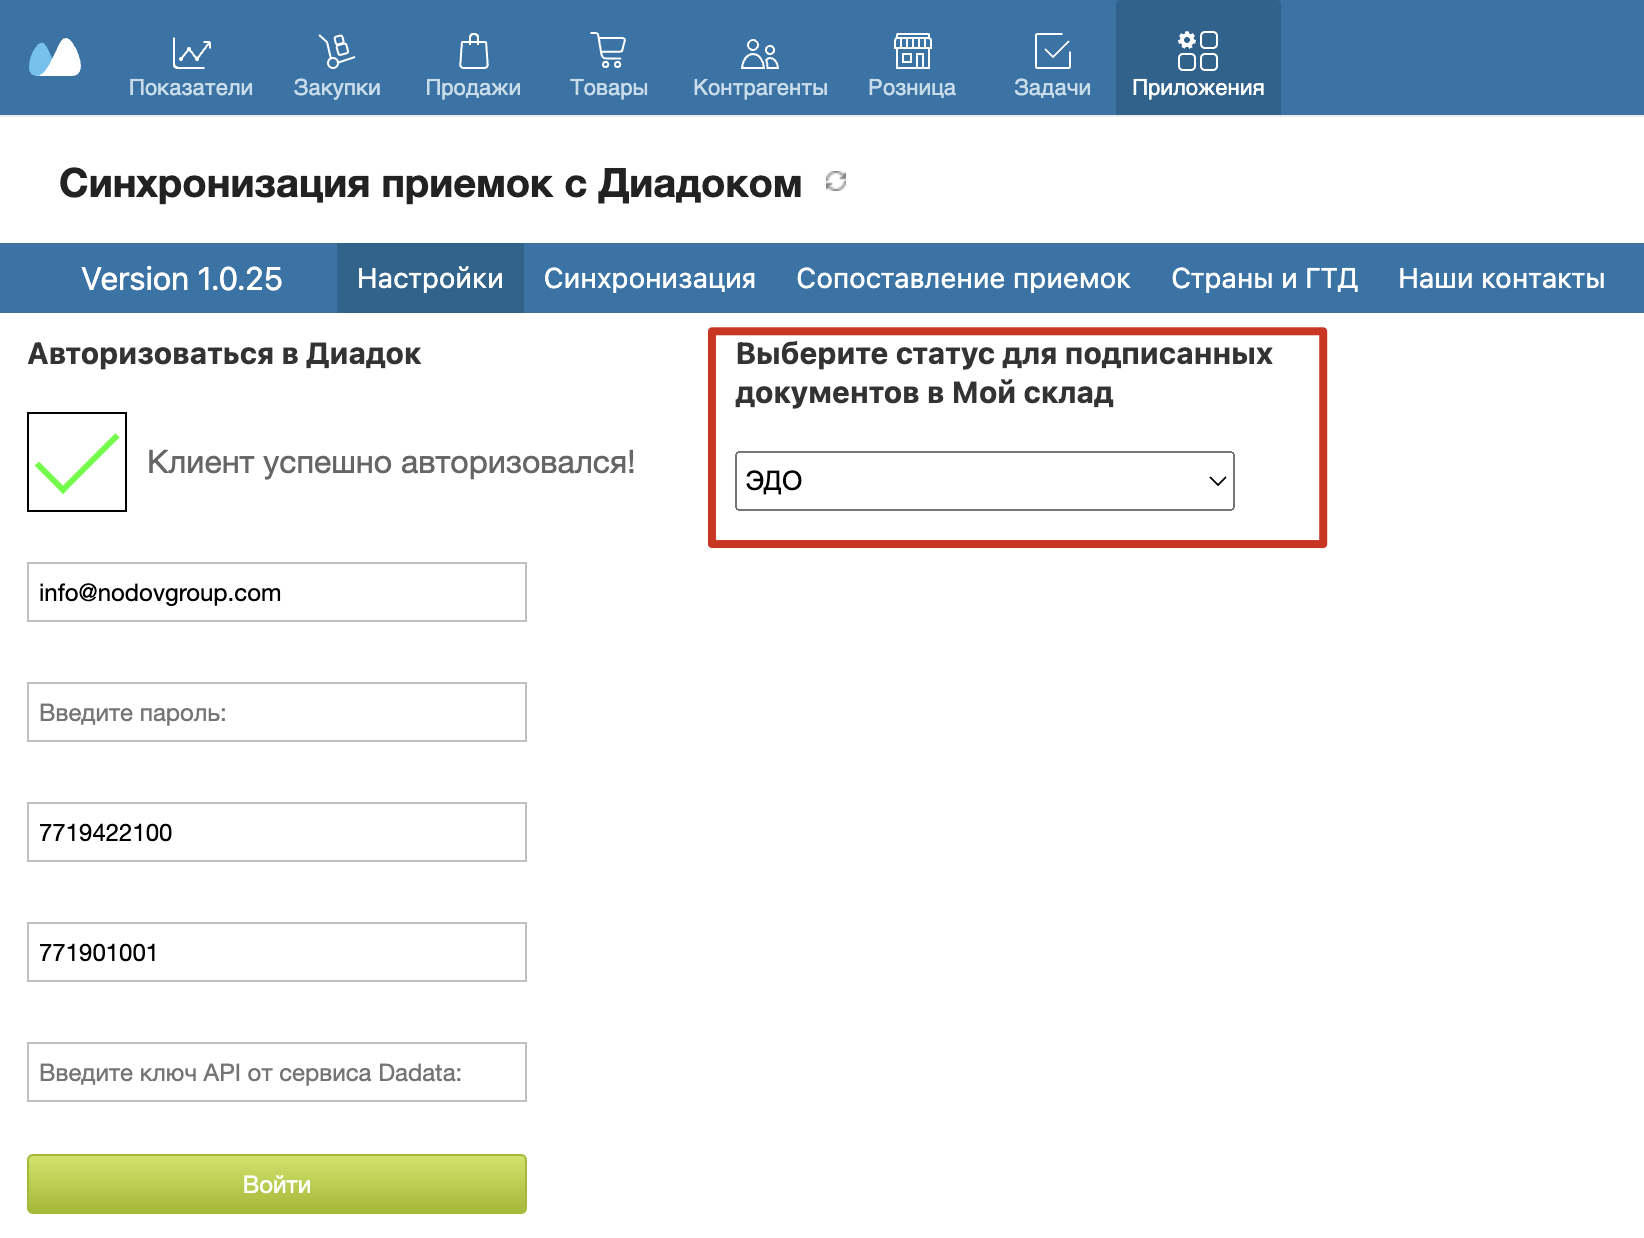 Показатели
Закупки
Продажи
Товары
Контрагенты
Розница
Задачи
Приложения
Синхронизация приемок с Диадоком
Version 1.0.25
Настройки
Синхронизация
Сопоставление приемок
Страны и ГТД
Наши контакты
Авторизоваться в Диадок
Клиент успешно авторизовался!
info@nodovgroup.com
Введите пароль:
7719422100
771901001
Введите ключ API от сервиса Dadata:
Войти
Выберите статус для подписанных
документов в Мой склад
ЭДО